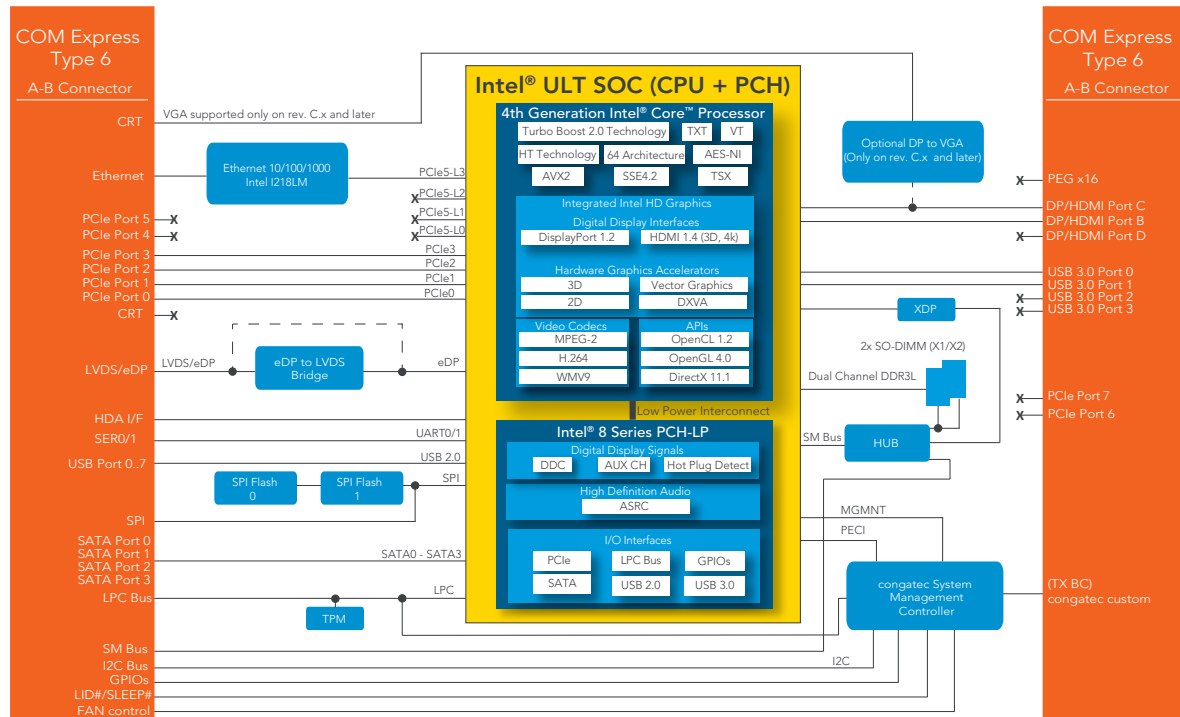 COM Express
Type 6
A-B Connector
CRT
Ethernet
PCIe Port 5
PCIe Port 4
PCIe Port 3
PCIe Port 2
PCIe Port 1
PCIe Port 0
CRT
LVDS/eDP
HDA I/F
SER0/1
USB Port 0..7
SPI
SATA Port 0
SATA Port 1
SATA Port 2
SATA Port 3
LPC Bus
SM Bus
I2C Bus
GPIOs
LID#/SLEEP#
FAN control
VGA supported only on rev. C.x and later
Ethernet 10/100/1000
Intel I218LM
PCIe5-L3
X PCIe5-L2
X PCIe5-L1
X PCIe5-L0
X
X
PCIe3
PCIe2
PCIe1
PCIe0
X
LVDS/eDP
eDP to LVDS
Bridge
eDP
UART0/1
USB 2.0
SPI Flash
0
SPI Flash
1
SPI
SATA0 - SATA3
LPC
TPM
Intel® ULT SOC (CPU + PCH)
4th Generation Intel® Core™ Processor
Turbo Boost 2.0 Technology TXT VT
HT Technology 64 Architecture AES-NI
AVX2 SSE4.2 TSX
Integrated Intel HD Graphics
Digital Display Interfaces
DisplayPort 1.2 HDMI 1.4 (3D, 4k)
Hardware Graphics Accelerators
3D Vector Graphics
2D DXVA
Video Codecs
MPEG-2
H.264
WMV9
APIs
OpenCL 1.2
OpenGL 4.0
DirectX 11.1
Low Power Interconnect
Intel® 8 Series PCH-LP
Digital Display Signals
DDC AUX CH Hot Plug Detect
High Definition Audio
ASRC
I/O Interfaces
PCIe LPC Bus GPIOs
SATA USB 2.0 USB 3.0
Optional DP to VGA
(Only on rev. C.x and later)
XDP
2x SO-DIMM (X1/X2)
Dual Channel DDR3L
SM Bus
HUB
MGMNT
PECI
congatec System
Management
Controller
I2C
COM Express
Type 6
A-B Connector
X PEG x16
DP/HDMI Port C
DP/HDMI Port B
X DP/HDMI Port D
USB 3.0 Port 0
USB 3.0 Port 1
X USB 3.0 Port 2
X USB 3.0 Port 3
X PCIe Port 7
X PCIe Port 6
(TX BC)
congatec custom